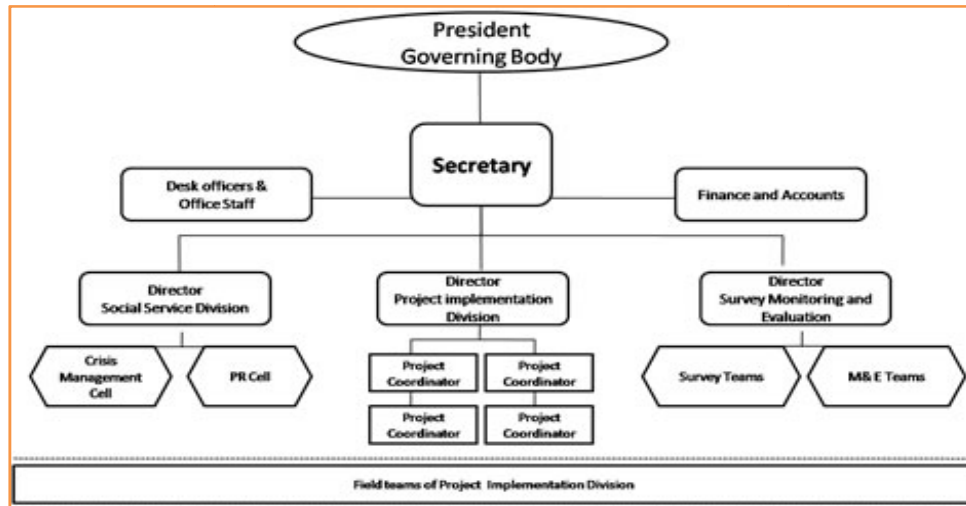 President
Governing Body
Secretary
Desk officers &
Office Staff
Finance and Accounts
Director
Social Service Division
Director
Project implementation
Division
Director
Survey Monitoring and
Evaluation
Crisis
Management
Cell
PR Cell
Project
Coordinator
Project
Coordinator
Survey Teams
M& E Teams
Project
Coordinator
Project
Coordinator
Field teams of Project Implementation Division